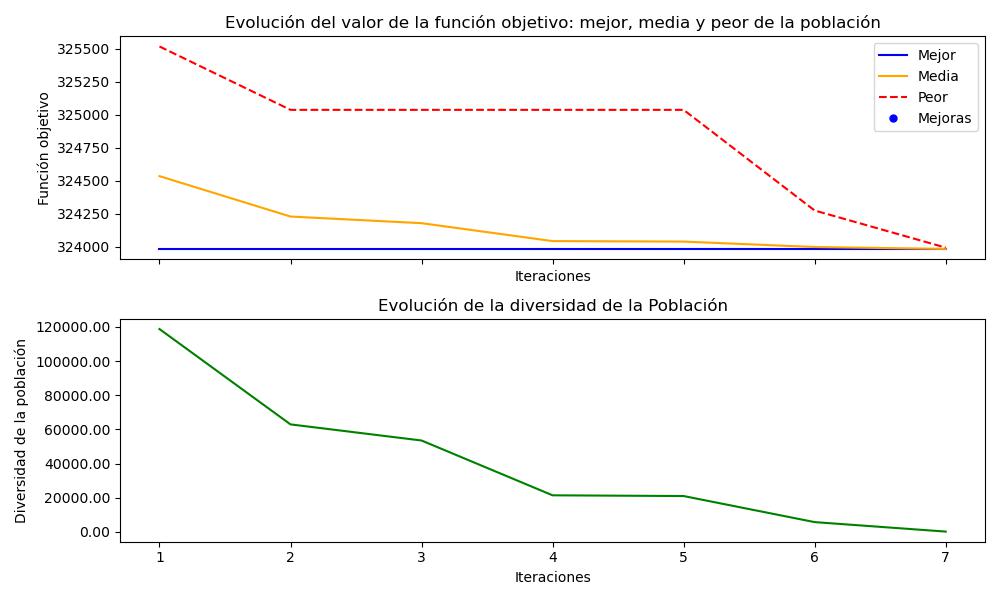 Evolución del valor de la función objetivo: mejor, media y peor de la población
Función objetivo
325500
325250
325000
324750
324500
324250
324000
Mejor
Media
Peor
Mejoras
Iteraciones
Evolución de la diversidad de la Población
Diversidad de la población
120000.00
100000.00
80000.00
60000.00
40000.00
20000.00
0.00
1 2 3 4 5 6 7
Iteraciones